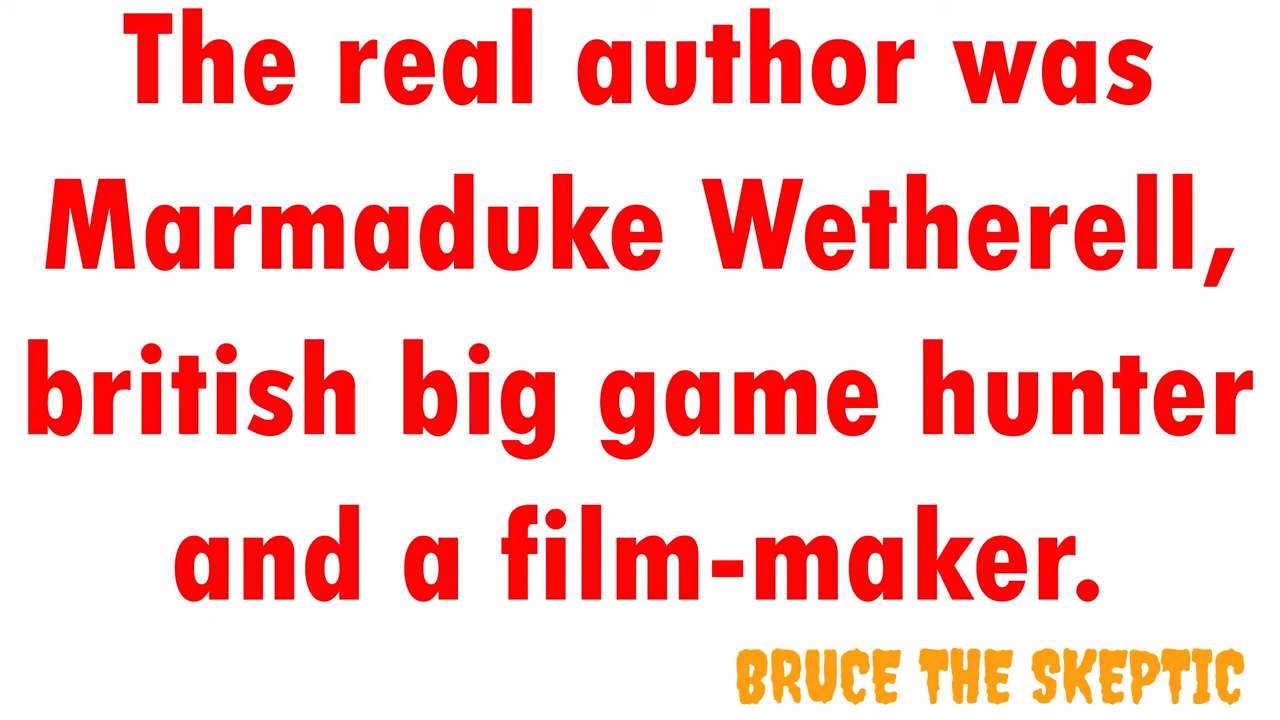 The real author was
Marmaduke Wetherell,
british big game hunter
and a film-maker.
BRUCE THE SKEPTIC